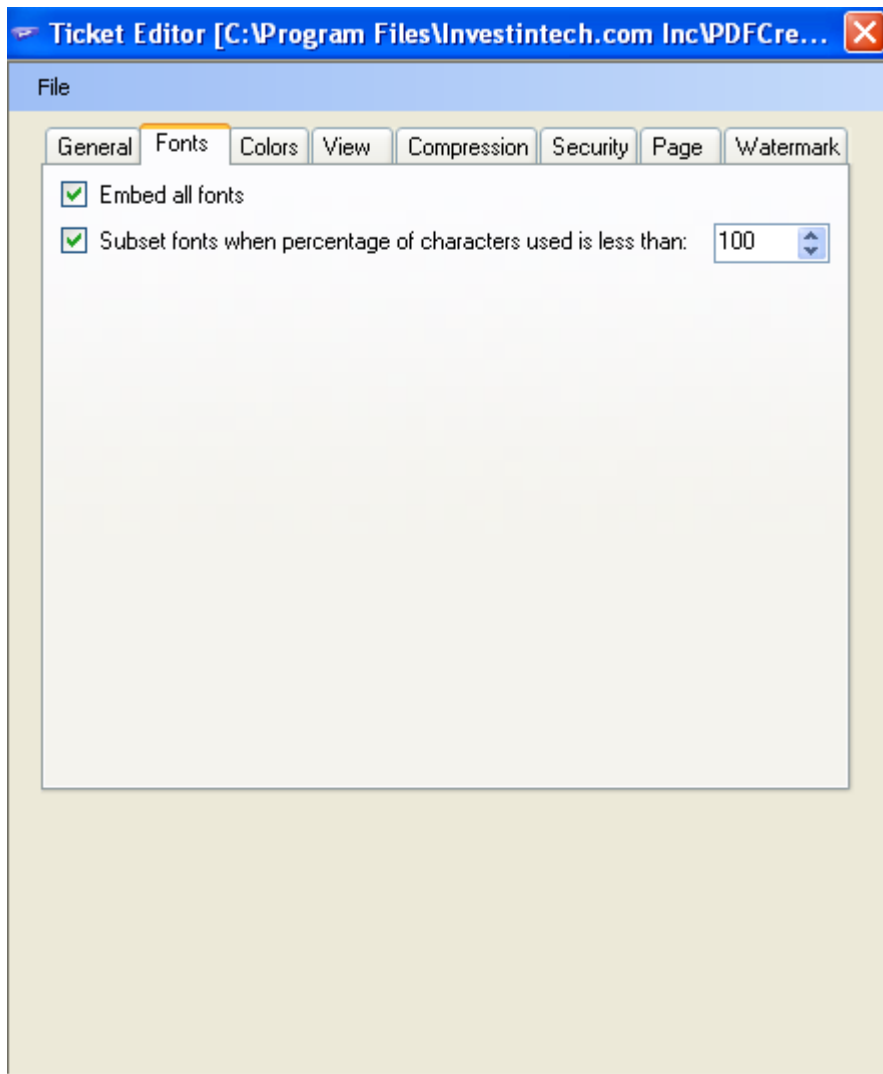 Ticket Editor [C:\Program Files\Investintech.com Inc\PDFCre...
File
General Fonts Colors View Compression Security Page Watermark
Embed all fonts
Subset fonts when percentage of characters used is less than: 100